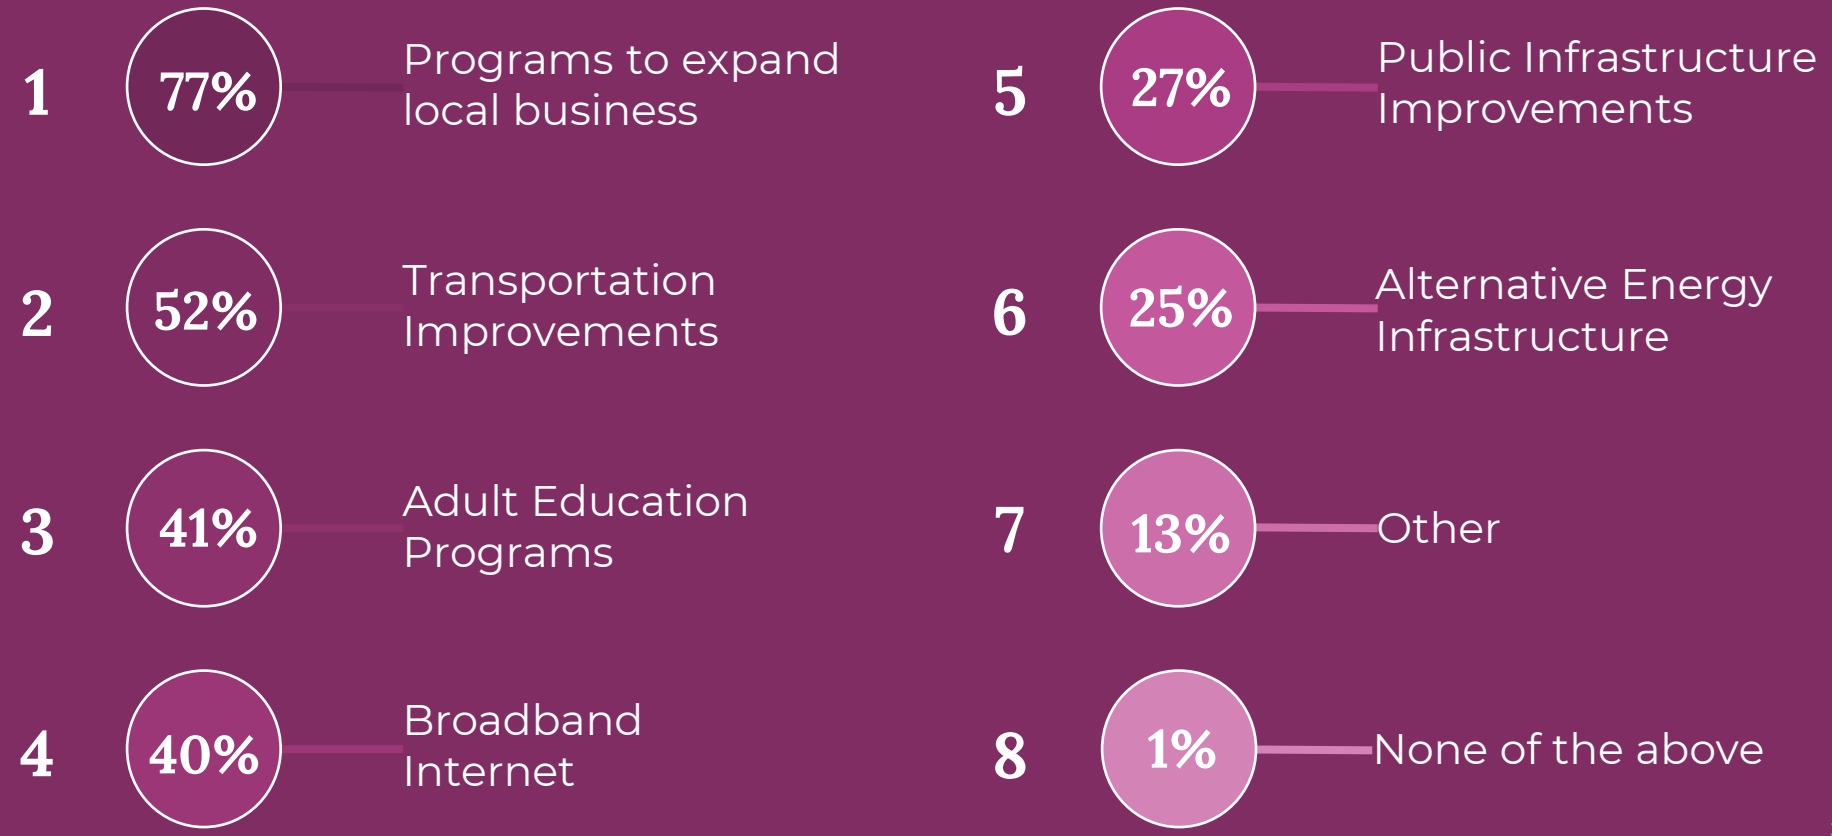 1
77%
Programs to expand
local business
2
52%
Transportation
Improvements
3
41%
Adult Education
Programs
4
40%
Broadband
Internet
5
27%
Public Infrastructure
Improvements
6
25%
Alternative Energy
Infrastructure
7
13%
Other
8
1%
None of the above